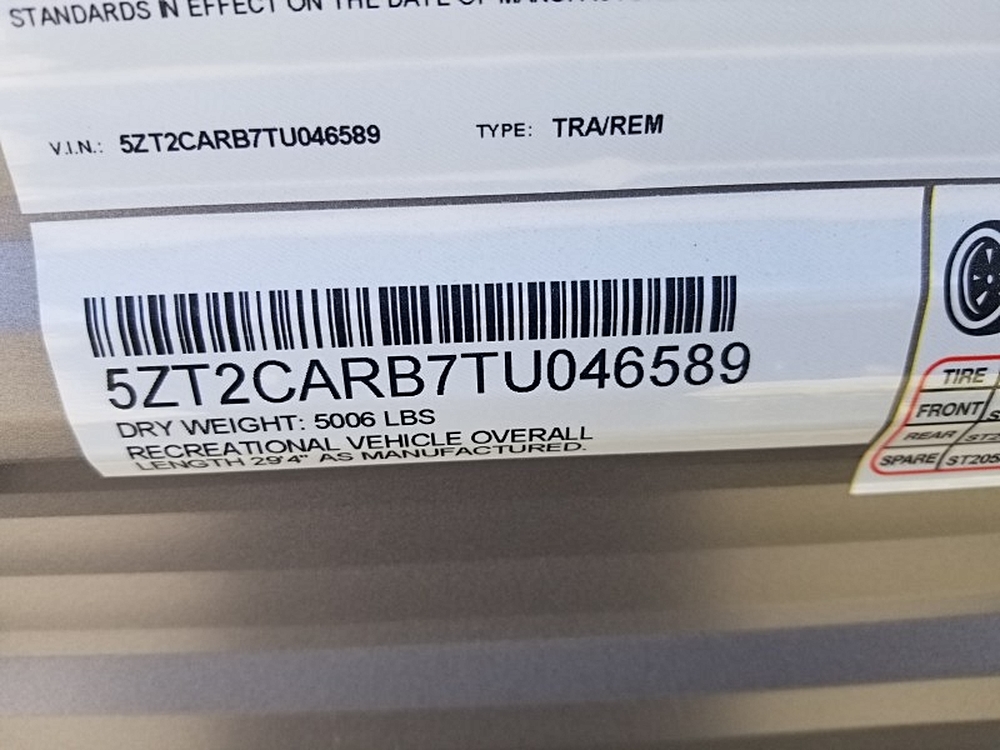 STANDARDS IN EFFECT ON THE DATE OF
V.I.N.: 5ZT2CARB7TU046589 TYPE: TRA/REM
5ZT2CARB7TU046589
DRY WEIGHT: 5006 LBS
RECREATIONAL VEHICLE OVERALL
LENGTH 29'4" AS MANUFACTURED.
TIRE
FRONT
REAR
SPARE ST205